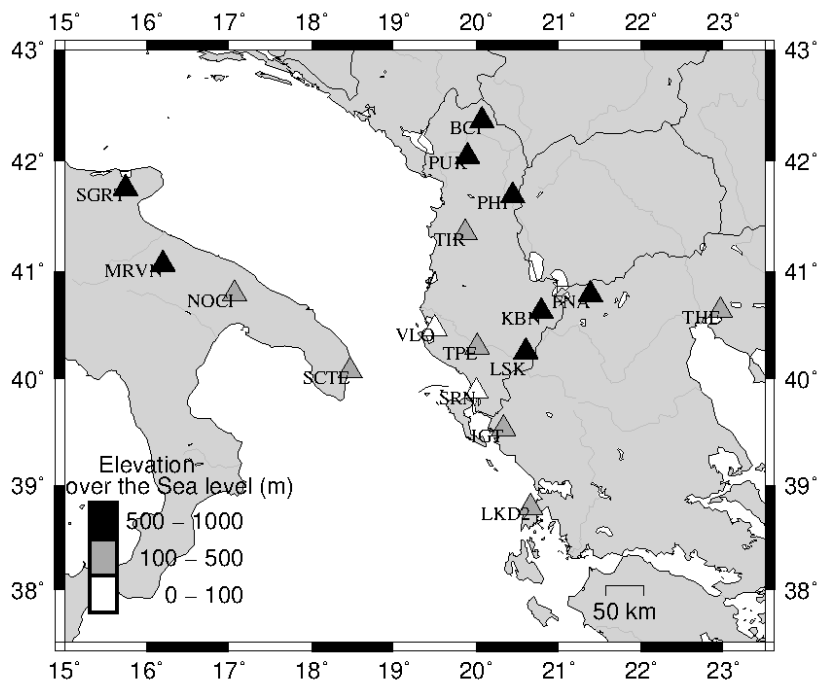 15° 16° 17° 18° 19° 20° 21° 22° 23°
43° 43°
BCI
42° 42°
PUK
SGRT
PHP
TIR
41° 41°
MRVN
NOCI
FNA
KBN
THE
VLO
TPE
LSK
40° 40°
SCTE
SRN
IGT
39° 39°
Elevation
over the Sea level (m)
500 – 1000
LKD2
100 – 500
38° 38°
0 – 100
50 km
15° 16° 17° 18° 19° 20° 21° 22° 23°